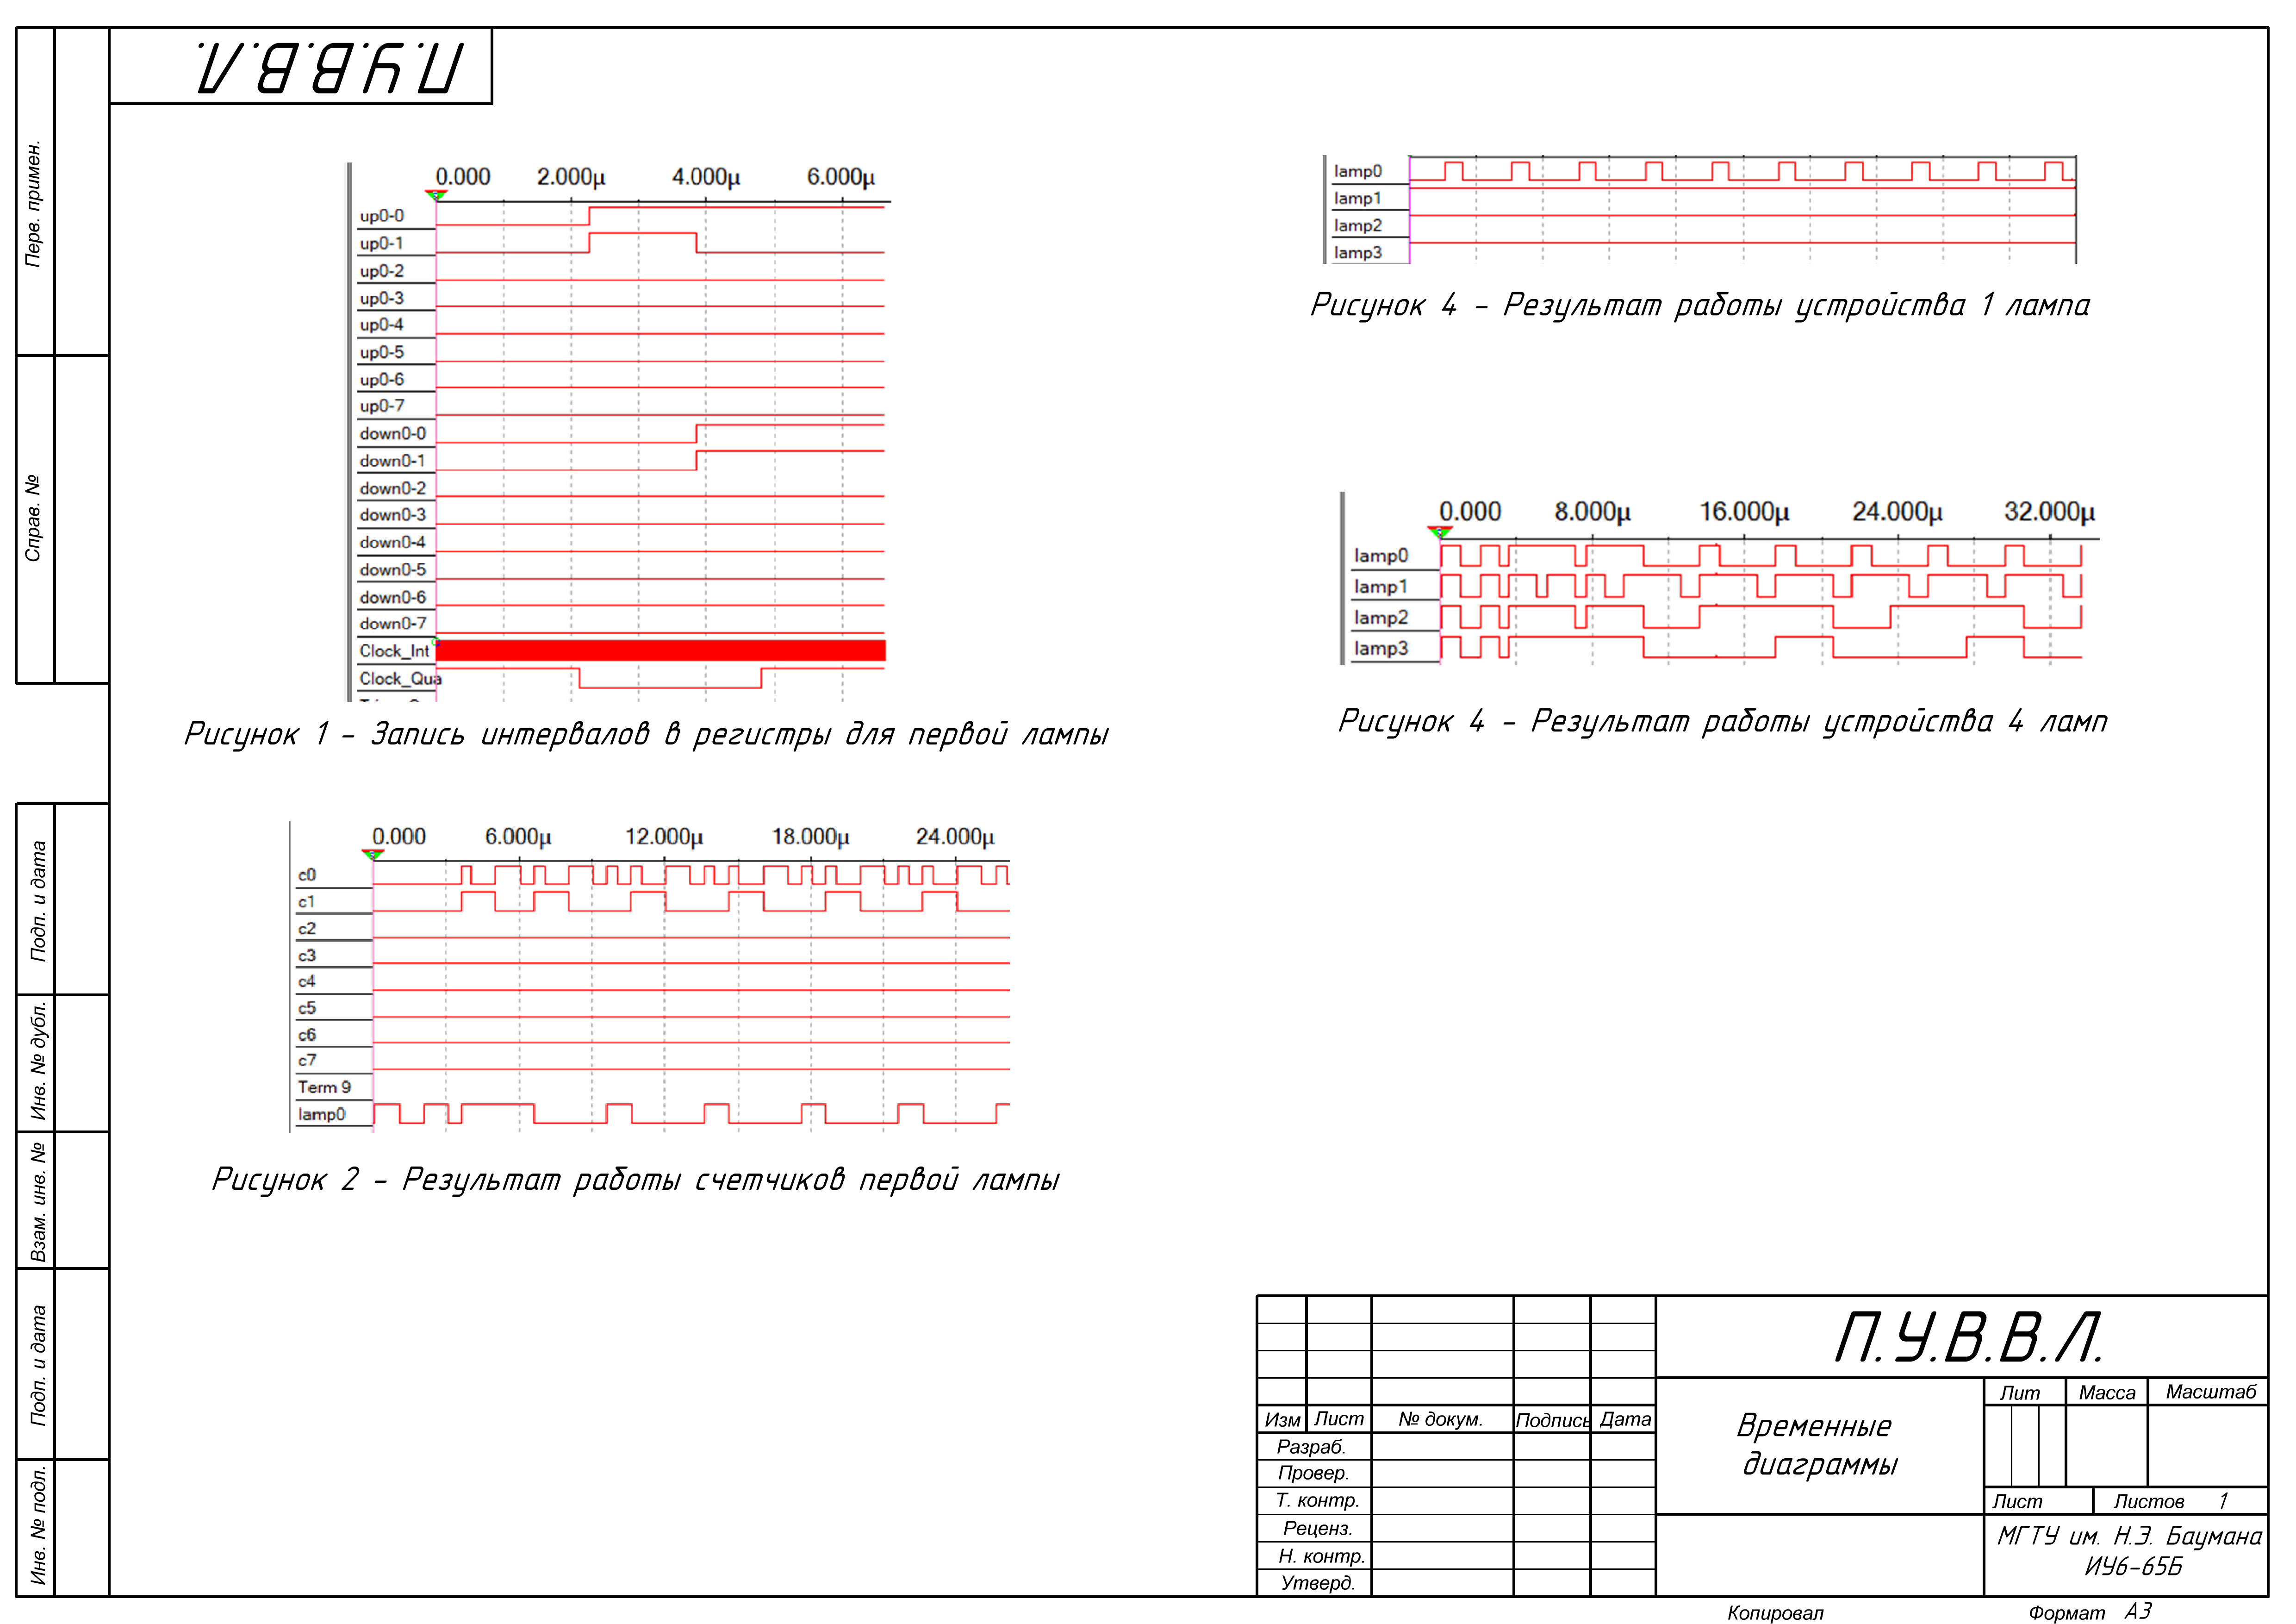 П.У.В.В.Л.
Перв. примен.
Справ. №
Подп. и дата
Инв. № дубл.
Взам. инв. №
Подп. и дата
Инв. № подл.
0.000 2.000µ 4.000µ 6.000µ
up0-0
up0-1
up0-2
up0-3
up0-4
up0-5
up0-6
up0-7
down0-0
down0-1
down0-2
down0-3
down0-4
down0-5
down0-6
down0-7
Clock_Int
Clock_Qua
Рисунок 1 - Запись интервалов в регистры для первой лампы
0.000 6.000µ 12.000µ 18.000µ 24.000µ
c0
c1
c2
c3
c4
c5
c6
c7
Term 9
lamp0
Рисунок 2 - Результат работы счетчиков первой лампы
lamp0
lamp1
lamp2
lamp3
Рисунок 4 - Результат работы устройства 1 лампа
0.000 8.000µ 16.000µ 24.000µ 32.000µ
lamp0
lamp1
lamp2
lamp3
Рисунок 4 - Результат работы устройства 4 ламп
П.У.В.В.Л.
Изм Лист № докум. Подпись Дата
Разраб.
Провер.
Т. контр.
Реценз.
Н. контр.
Утверд.
Временные
диаграммы
Лит Масса Масштаб
Лист Листов 1
МГТУ им. Н.Э. Баумана
ИУ6-65Б
Копировал Формат А3